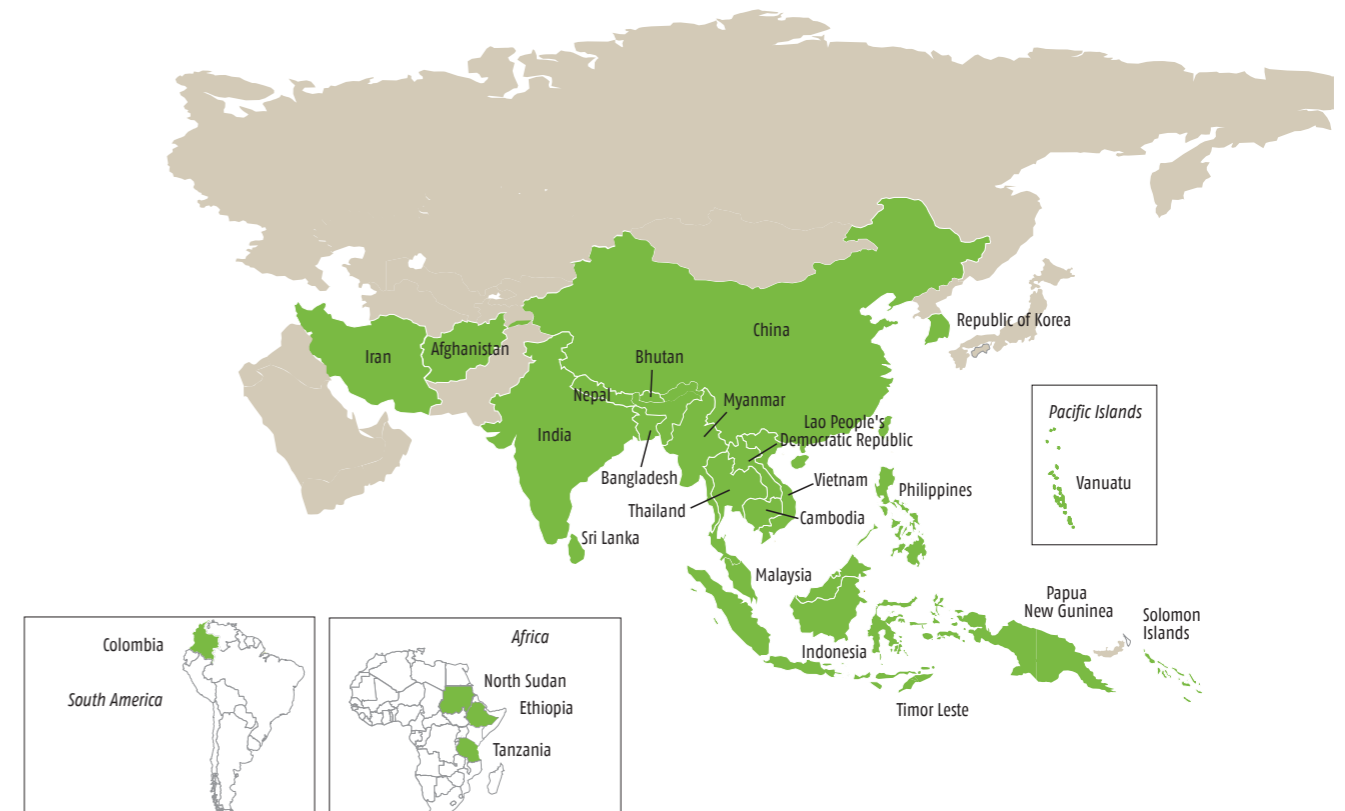 China
Republic of Korea
Iran
Afghanistan
Bhutan
Nepal
Myanmar
Pacific Islands
Lao People's
Democratic Republic
India
Bangladesh
Vietnam
Vanuatu
Philippines
Thailand
Cambodia
Sri Lanka
Malaysia
Papua
New Guninea
Solomon
Islands
Indonesia
Timor Leste
Colombia
South America
Africa
North Sudan
Ethiopia
Tanzania